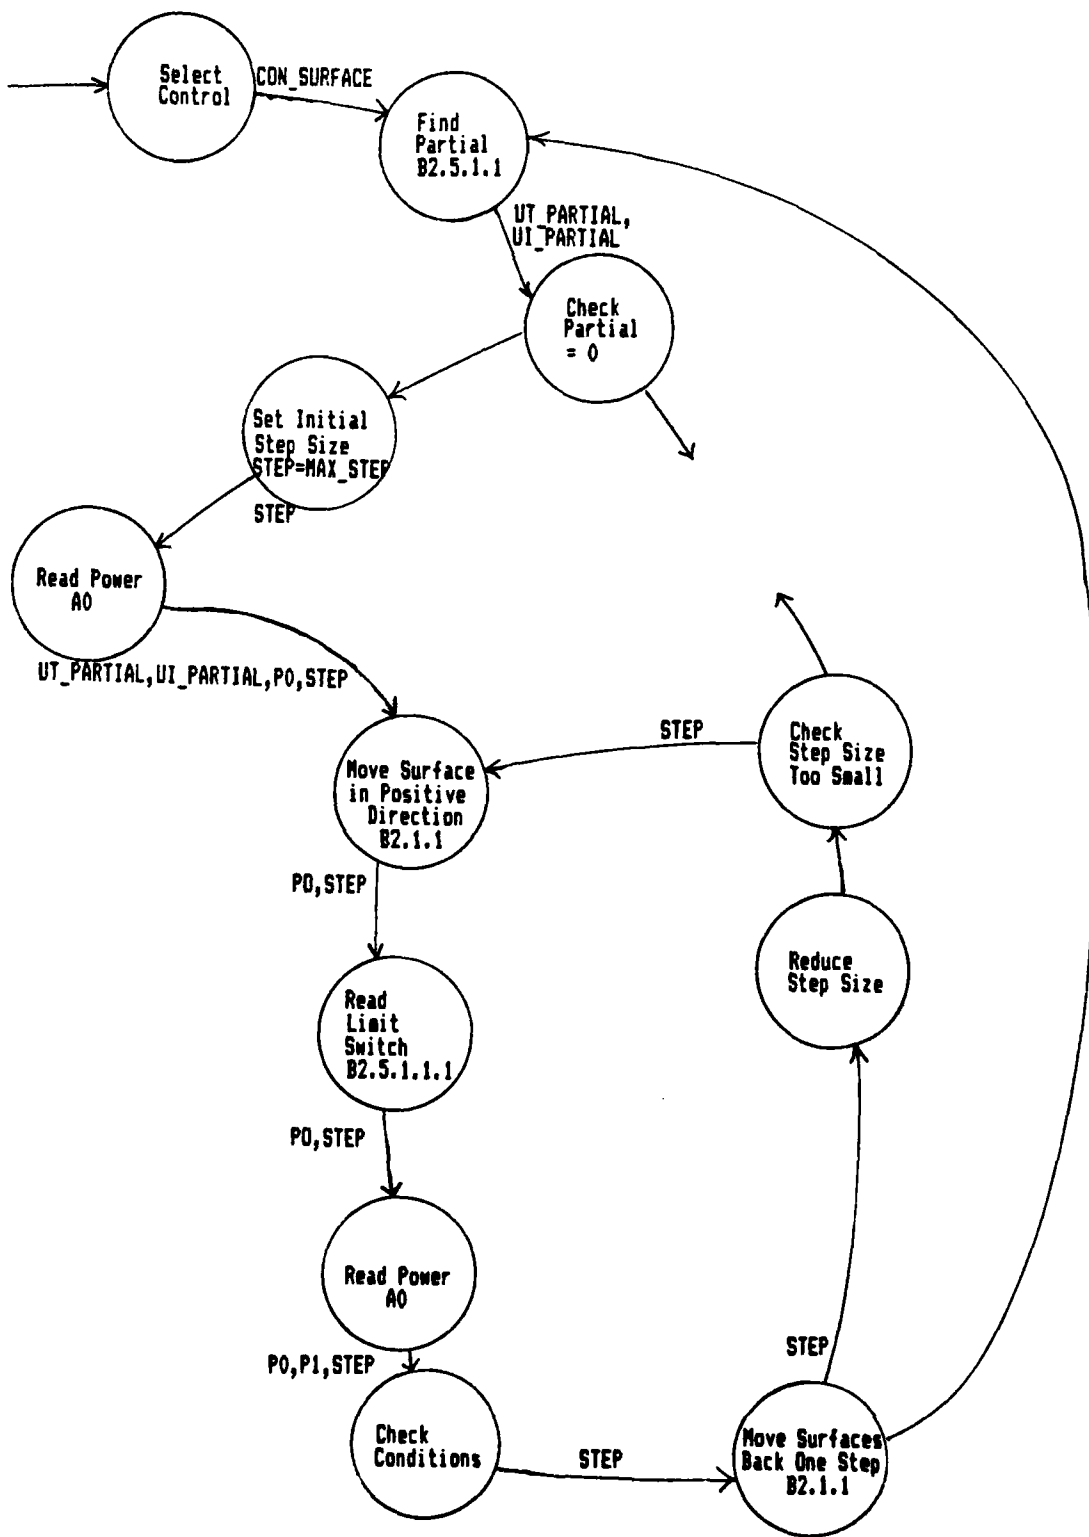 Select
Control
CON_SURFACE
Find
Partial
B2.5.1.1
UT_PARTIAL,
UI_PARTIAL
Check
Partial
= 0
Set Initial
Step Size
STEP=MAX_STEP
STEP
Read Power
A0
UT_PARTIAL,UI_PARTIAL,P0,STEP
Move Surface
in Positive
Direction
B2.1.1
STEP
Check
Step Size
Too Small
P0,STEP
Reduce
Step Size
Read
Limit
Switch
B2.5.1.1.1
P0,STEP
Read Power
A0
P0,P1,STEP
Check
Conditions
STEP
STEP
Move Surfaces
Back One Step
B2.1.1